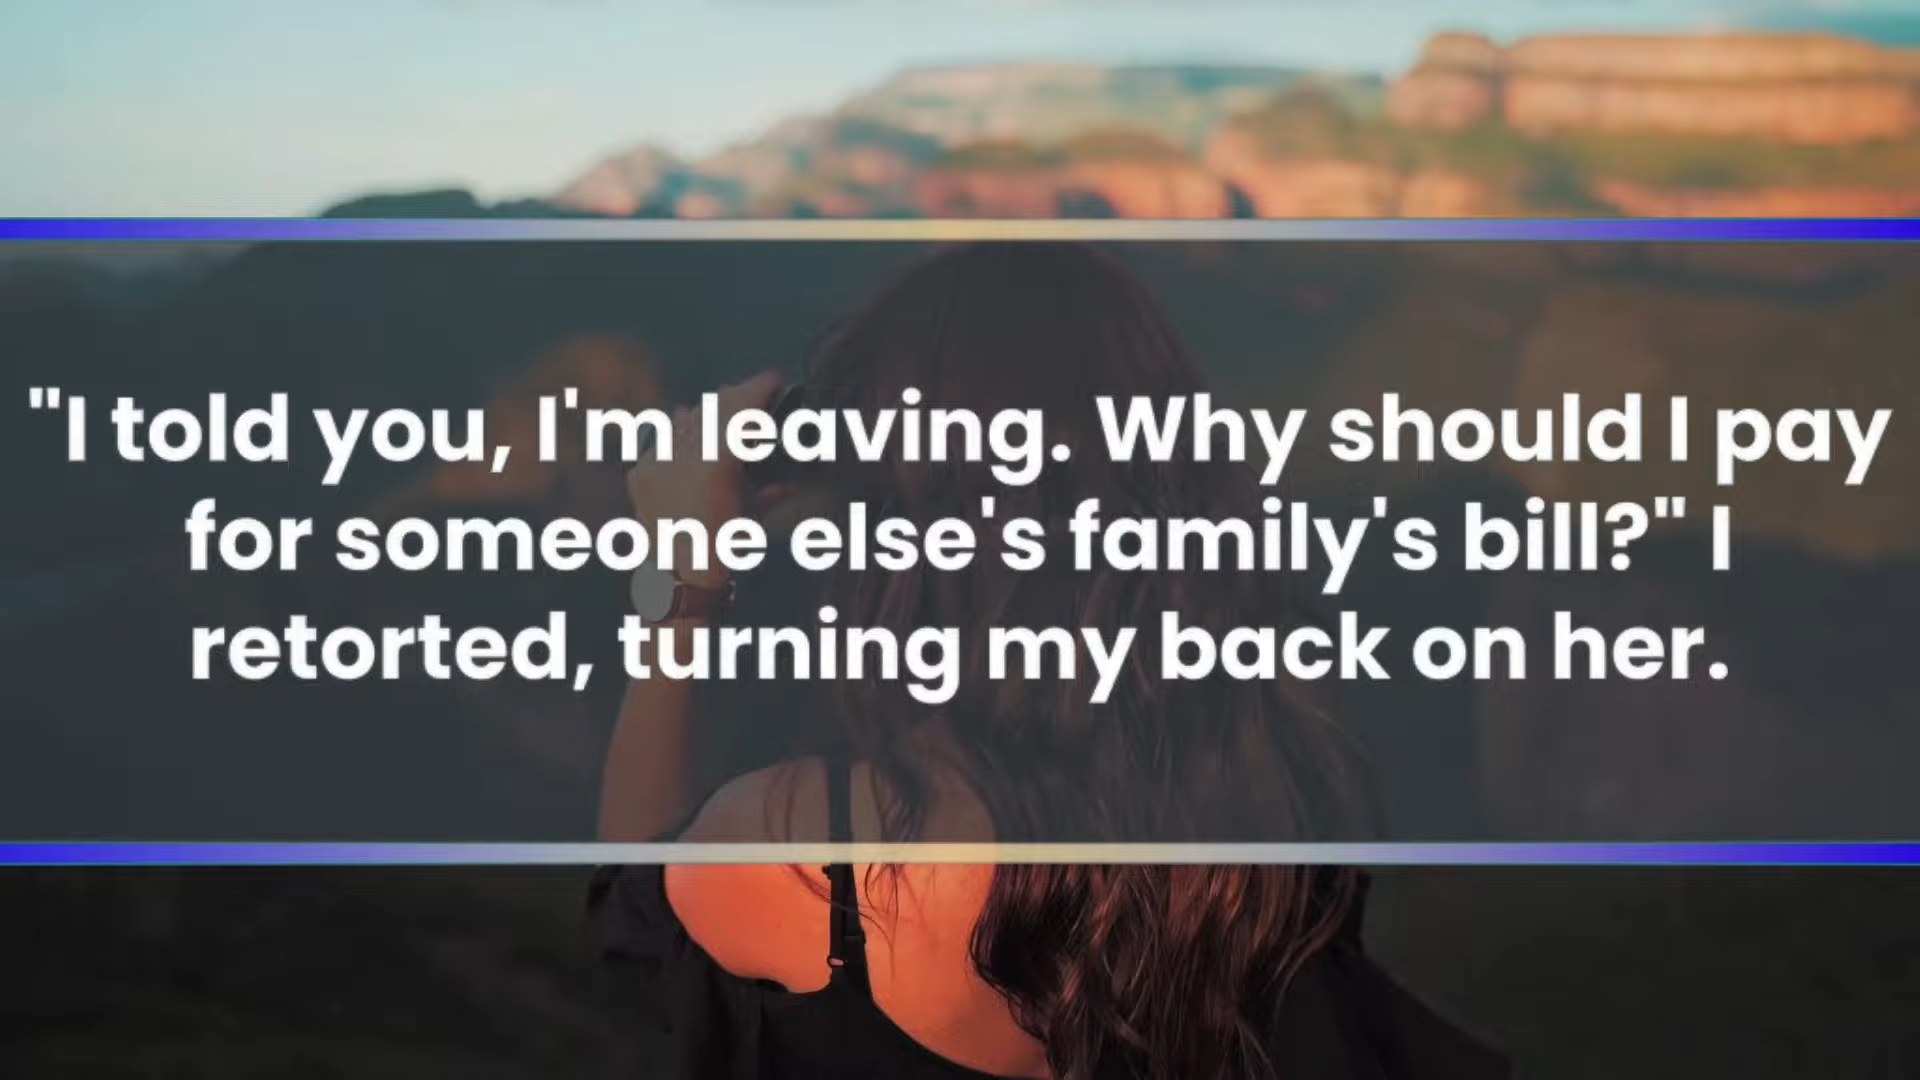 "I told you, I'm leaving. Why should I pay
for someone else's family's bill?" I
retorted, turning my back on her.